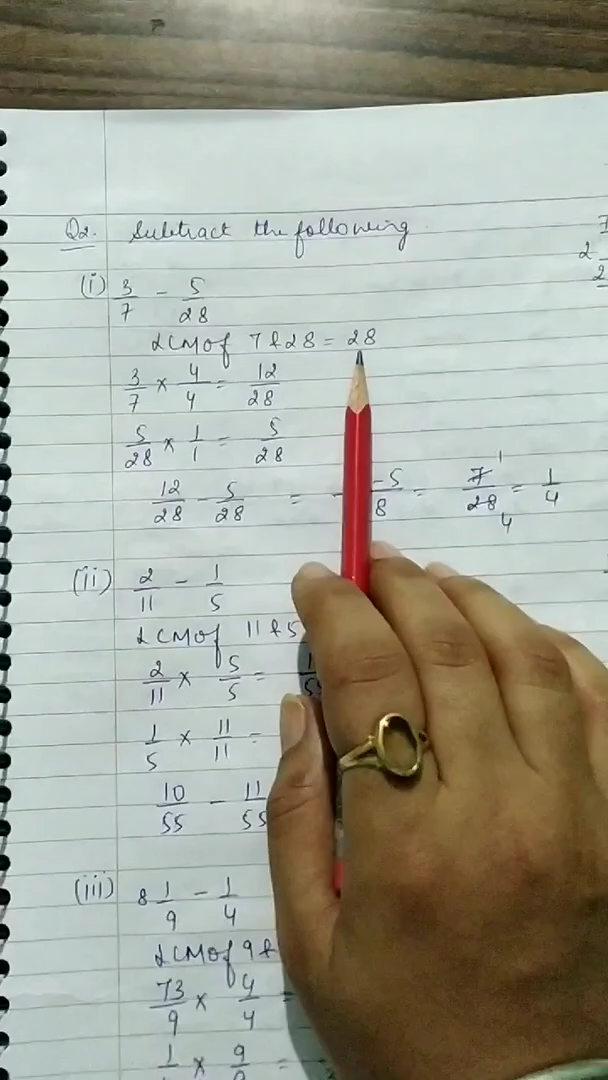 Q2. Subtract the following
(i) 3/7 - 5/28
LCM of 7 & 28 = 28
3/7 × 4/4 = 12/28
5/28 × 1/1 = 5/28
12/28 - 5/28 = -5/8 = 7/28 = 1/4
1
4
(ii) 2/11 - 1/5
LCM of 11 & 5
2/11 × 5/5 =
1/5 × 11/11 =
10/55 - 11/55
(iii) 8 1/9 - 1/4
LCM of 9 &
73/9 × 4/4 =
1 × 9 =